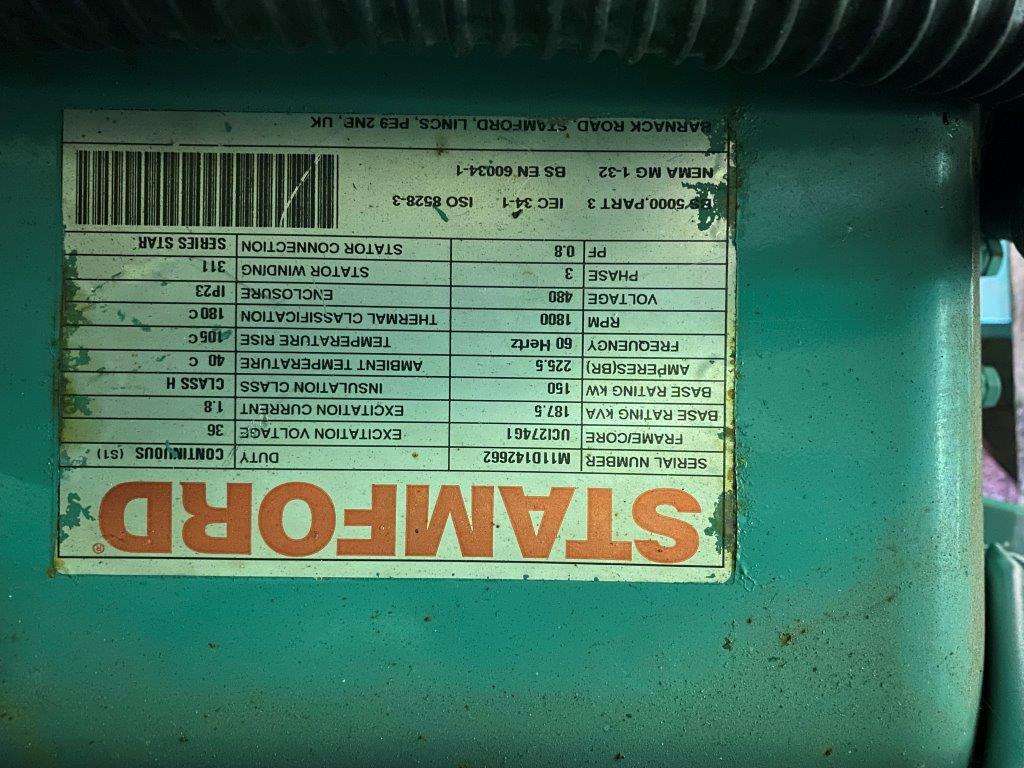 STAMFORD®
SERIAL NUMBER M11D142662 DUTY CONTINUOUS (S1)
FRAME/CORE UCI274G1 EXCITATION VOLTAGE 36
BASE RATING kVA 187.5 EXCITATION CURRENT 1.8
BASE RATING kW 150 INSULATION CLASS CLASS H
AMPERES(BR) 225.5 AMBIENT TEMPERATURE 40 C
FREQUENCY 60 Hertz TEMPERATURE RISE 105C
RPM 1800 THERMAL CLASSIFICATION 180 C
VOLTAGE 480 ENCLOSURE IP23
PHASE 3 STATOR WINDING 311
PF 0.8 STATOR CONNECTION SERIES STAR
BS 5000,PART 3 IEC 34-1 ISO 8528-3
NEMA MG 1-32 BS EN 60034-1
BARNACK ROAD, STAMFORD, LINCS, PE9 2NE, UK